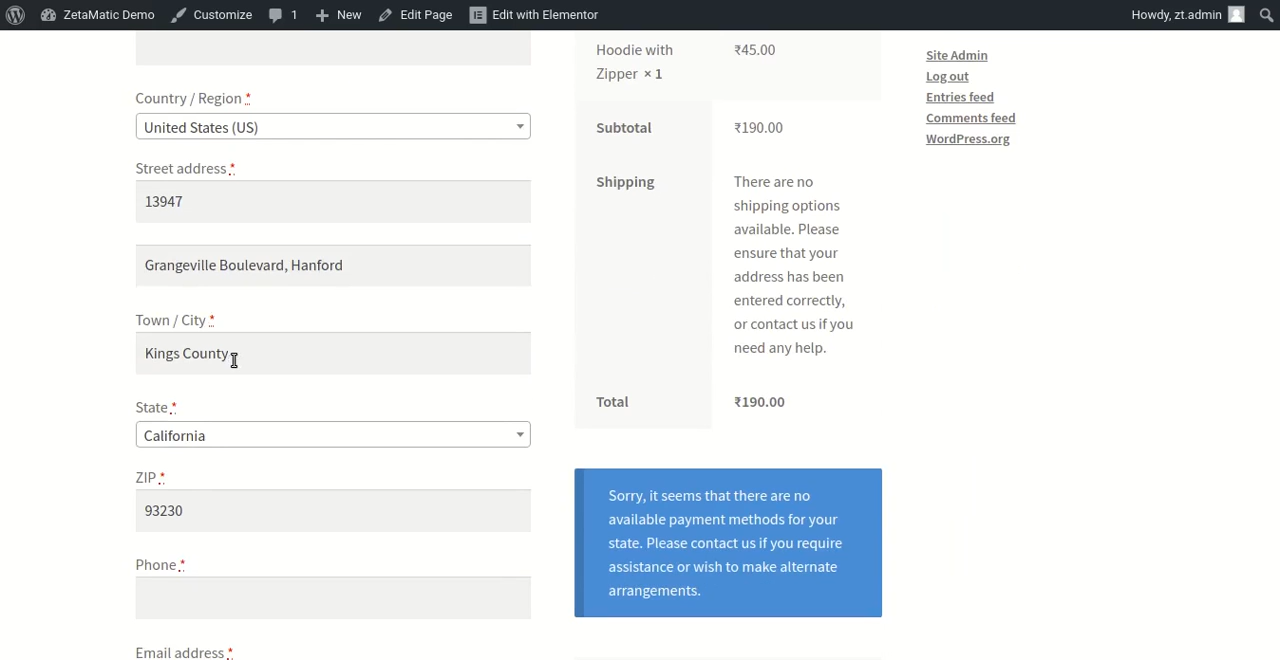 ZetaMatic Demo Customize 1 New Edit Page Edit with Elementor Howdy, zt.admin
Country / Region *
United States (US)
Street address *
13947
Grangeville Boulevard, Hanford
Town / City *
Kings County
State *
California
ZIP *
93230
Phone *
Email address *
Hoodie with ₹45.00
Zipper × 1
Subtotal ₹190.00
Shipping There are no
shipping options
available. Please
ensure that your
address has been
entered correctly,
or contact us if you
need any help.
Total ₹190.00
Sorry, it seems that there are no
available payment methods for your
state. Please contact us if you require
assistance or wish to make alternate
arrangements.
Site Admin
Log out
Entries feed
Comments feed
WordPress.org